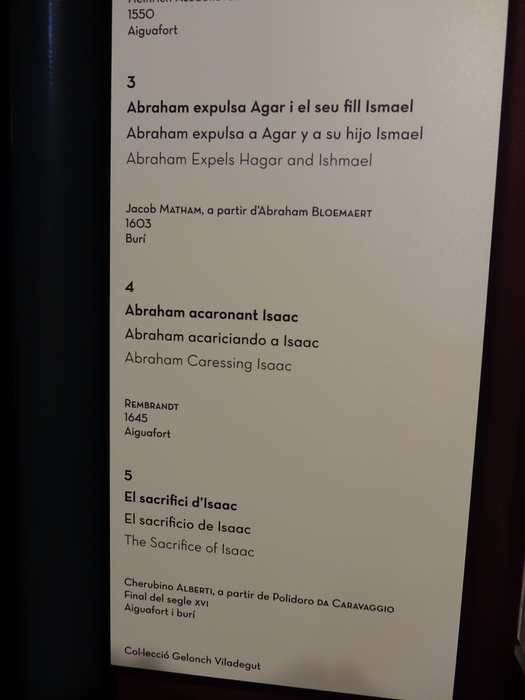 1550
Aiguafort
3
Abraham expulsa Agar i el seu fill Ismael
Abraham expulsa a Agar y a su hijo Ismael
Abraham Expels Hagar and Ishmael
Jacob MATHAM, a partir d'Abraham BLOEMAERT
1603
Burí
4
Abraham acaronant Isaac
Abraham acariciando a Isaac
Abraham Caressing Isaac
REMBRANDT
1645
Aiguafort
5
El sacrifici d'Isaac
El sacrificio de Isaac
The Sacrifice of Isaac
Cherubino ALBERTI, a partir de Polidoro DA CARAVAGGIO
Final del segle XVI
Aiguafort i burí
Col·lecció Gelonch Viladegut